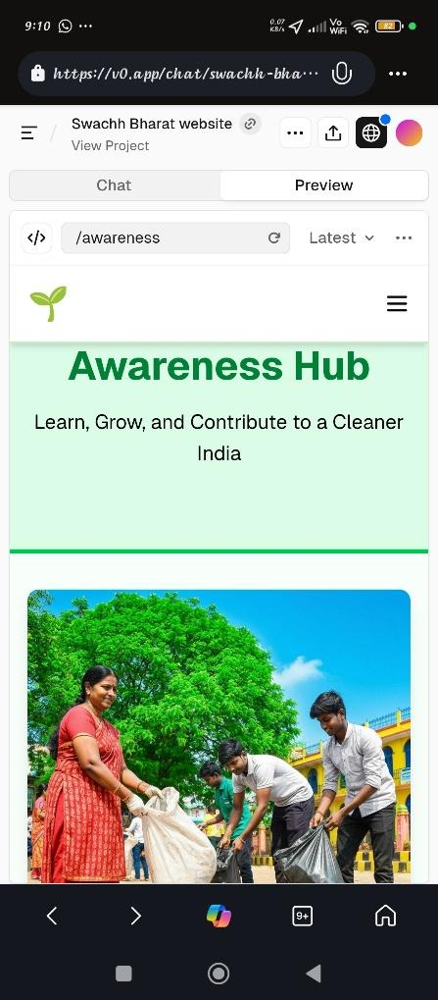 9:10
0.07
KB/s
Vo
WiFi
82
https://v0.app/chat/swachh-bha...
Swachh Bharat website
View Project
Chat
Preview
/awareness
Latest
Awareness Hub
Learn, Grow, and Contribute to a Cleaner
India
9+